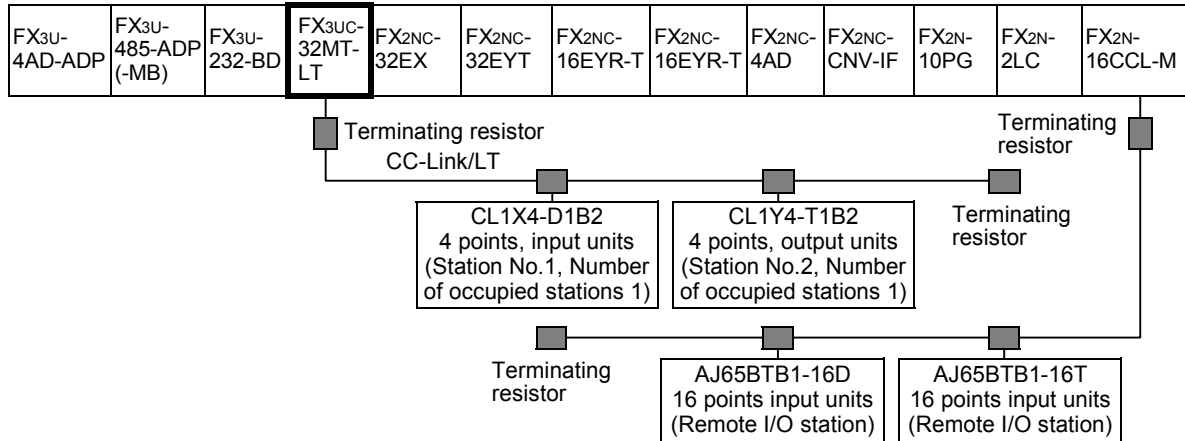 FX3U-
4AD-ADP
FX3U-
485-ADP
(-MB)
FX3U-
232-BD
FX3UC-
32MT-
LT
FX2NC-
32EX
FX2NC-
32EYT
FX2NC-
16EYR-T
FX2NC-
16EYR-T
FX2NC-
4AD
FX2NC-
CNV-IF
FX2N-
10PG
FX2N-
2LC
FX2N-
16CCL-M
Terminating resistor
CC-Link/LT
Terminating
resistor
CL1X4-D1B2
4 points, input units
(Station No.1, Number
of occupied stations 1)
CL1Y4-T1B2
4 points, output units
(Station No.2, Number
of occupied stations 1)
Terminating
resistor
Terminating
resistor
AJ65BTB1-16D
16 points input units
(Remote I/O station)
AJ65BTB1-16T
16 points input units
(Remote I/O station)